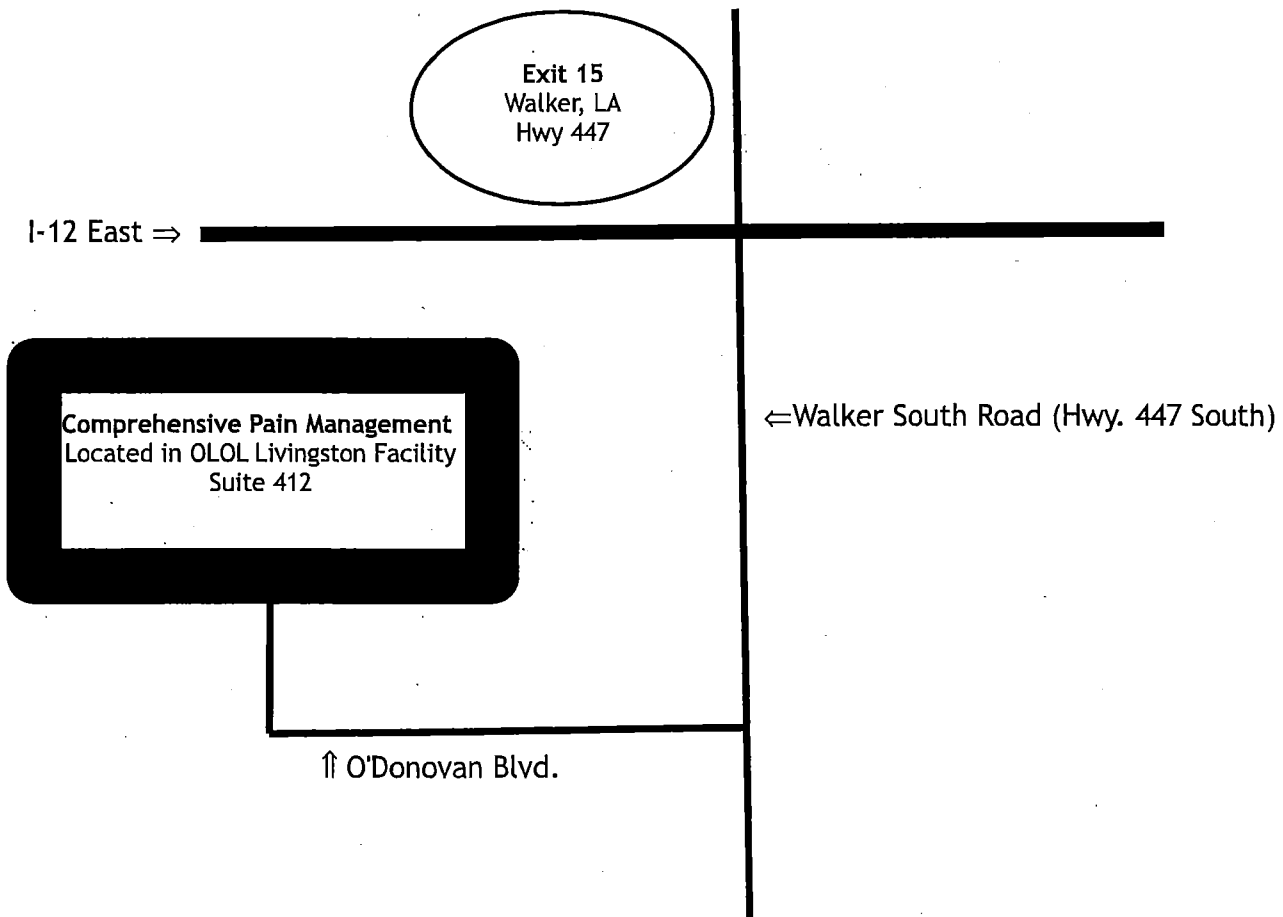 Exit 15
Walker, LA
Hwy 447
I-12 East ⇒
Comprehensive Pain Management
Located in OLOL Livingston Facility
Suite 412
⇐Walker South Road (Hwy. 447 South)
⇑ O'Donovan Blvd.